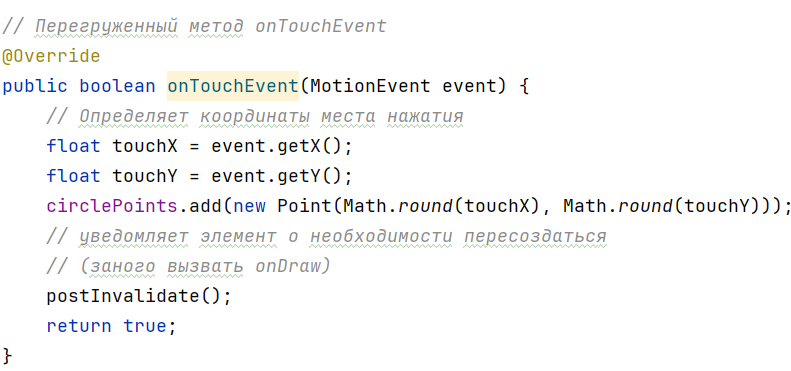 // Перегруженный метод onTouchEvent
@Override
public boolean onTouchEvent(MotionEvent event) {
// Определяет координаты места нажатия
float touchX = event.getX();
float touchY = event.getY();
circlePoints.add(new Point(Math.round(touchX), Math.round(touchY)));
// уведомляет элемент о необходимости пересоздаться
// (заного вызвать onDraw)
postInvalidate();
return true;
}